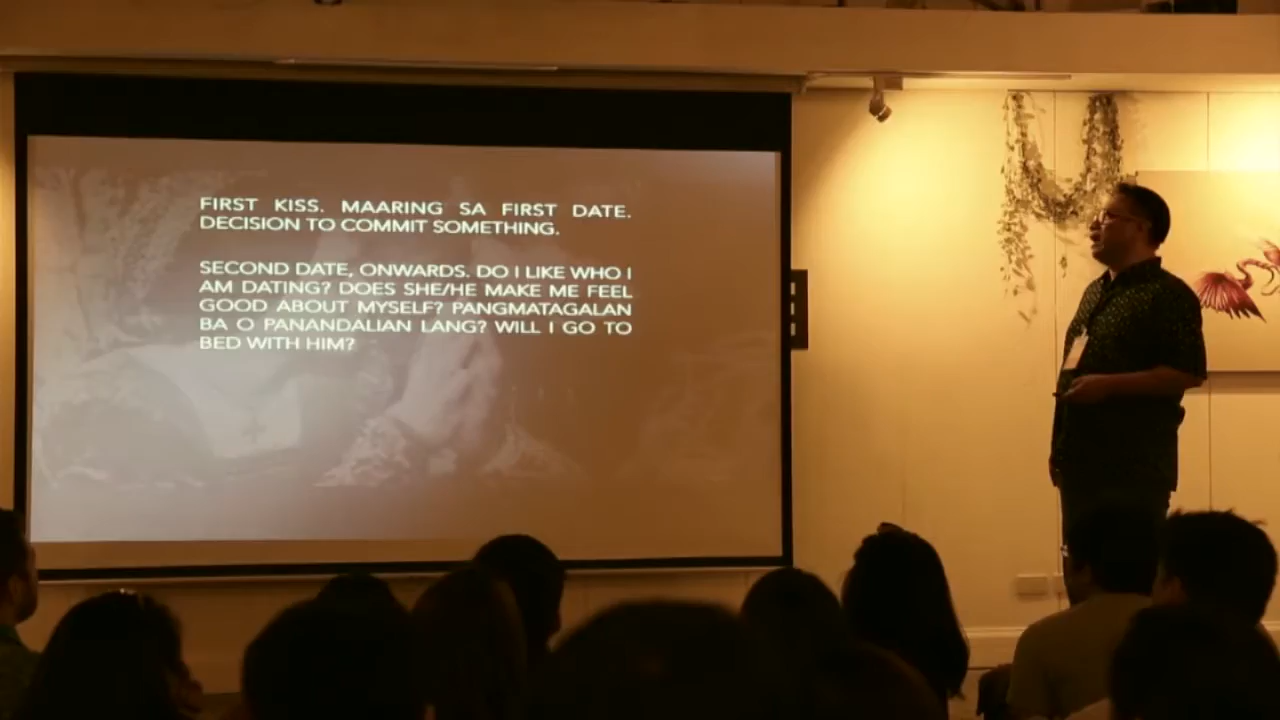 FIRST KISS. MAARING SA FIRST DATE.
DECISION TO COMMIT SOMETHING.
SECOND DATE, ONWARDS. DO I LIKE WHO I
AM DATING? DOES SHE/HE MAKE ME FEEL
GOOD ABOUT MYSELF? PANGMATAGALAN
BA O PANANDALIAN LANG? WILL I GO TO
BED WITH HIM?